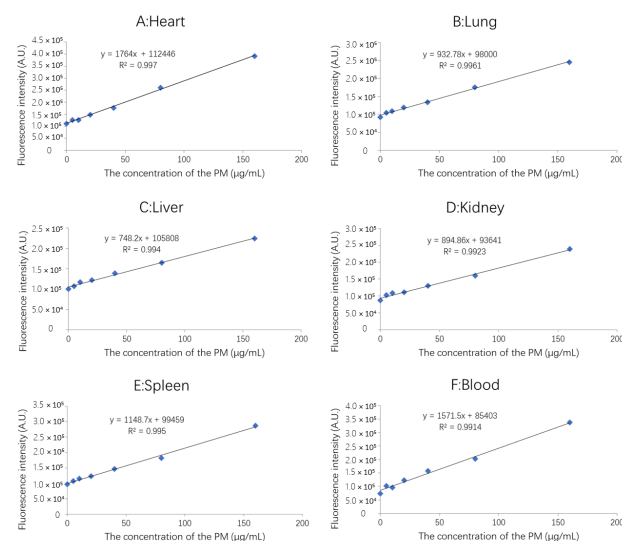 A:Heart
4.5 × 10⁵
4.0 × 10⁵
3.5 × 10⁵
3.0 × 10⁵
2.5 × 10⁵
2.0 × 10⁵
1.5 × 10⁵
1.0 × 10⁵
5.0 × 10⁴
0
Fluorescence intensity (A.U.)
y = 1764x + 112446
R² = 0.997
0 50 100 150 200
The concentration of the PM (μg/mL)
B:Lung
3.0 × 10⁶
2.5 × 10⁶
2.0 × 10⁶
1.5 × 10⁶
1.0 × 10⁶
5.0 × 10⁴
0
Fluorescence intensity (A.U.)
y = 932.78x + 98000
R² = 0.9961
0 50 100 150 200
The concentration of the PM (μg/mL)
C:Liver
2.5 × 10⁵
2.0 × 10⁵
1.5 × 10⁵
1.0 × 10⁵
5.0 × 10⁴
0
Fluorescence intensity (A.U.)
y = 748.2x + 105808
R² = 0.994
0 50 100 150 200
The concentration of the PM (μg/mL)
D:Kidney
3.0 × 10⁵
2.5 × 10⁵
2.0 × 10⁵
1.5 × 10⁵
1.0 × 10⁵
5.0 × 10⁴
0
Fluorescence intensity (A.U.)
y = 894.86x + 93641
R² = 0.9923
0 50 100 150 200
The concentration of the PM (μg/mL)
E:Spleen
3.5 × 10⁶
3.0 × 10⁶
2.5 × 10⁶
2.0 × 10⁶
1.5 × 10⁶
1.0 × 10⁶
5.0 × 10⁴
0
Fluorescence intensity (A.U.)
y = 1148.7x + 99459
R² = 0.995
0 50 100 150 200
The concentration of the PM (μg/mL)
F:Blood
4.0 × 10⁵
3.5 × 10⁵
3.0 × 10⁵
2.5 × 10⁵
2.0 × 10⁵
1.5 × 10⁵
1.0 × 10⁶
5.0 × 10⁴
0
Fluorescence intensity (A.U.)
y = 1571.5x + 85403
R² = 0.9914
0 50 100 150 200
The concentration of the PM (μg/mL)